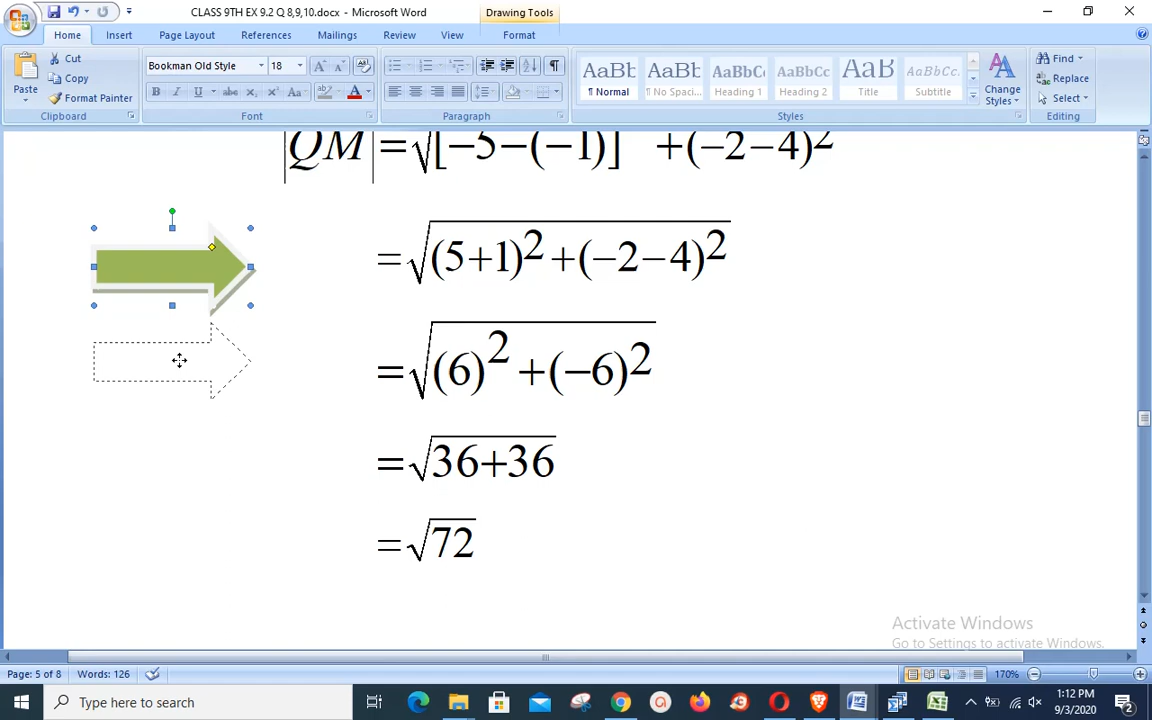 CLASS 9TH EX 9.2 Q 8,9,10.docx - Microsoft Word
Drawing Tools
Home Insert Page Layout References Mailings Review View Format
Cut
Copy
Format Painter
Paste
Clipboard
Bookman Old Style 18
Font
Paragraph
AaBb AaBb AaBbC AaBbCc AaB AaBbCc.
¶ Normal ¶ No Spaci... Heading 1 Heading 2 Title Subtitle
Styles
Change Styles
Find
Replace
Select
Editing
|QM| = √[−5−(−1)] +(−2−4)²
= √(5+1)²+(−2−4)²
= √(6)²+(−6)²
= √36+36
= √72
Activate Windows
Go to Settings to activate Windows.
Page: 5 of 8 Words: 126 170%
Type here to search
1:12 PM
9/3/2020
2